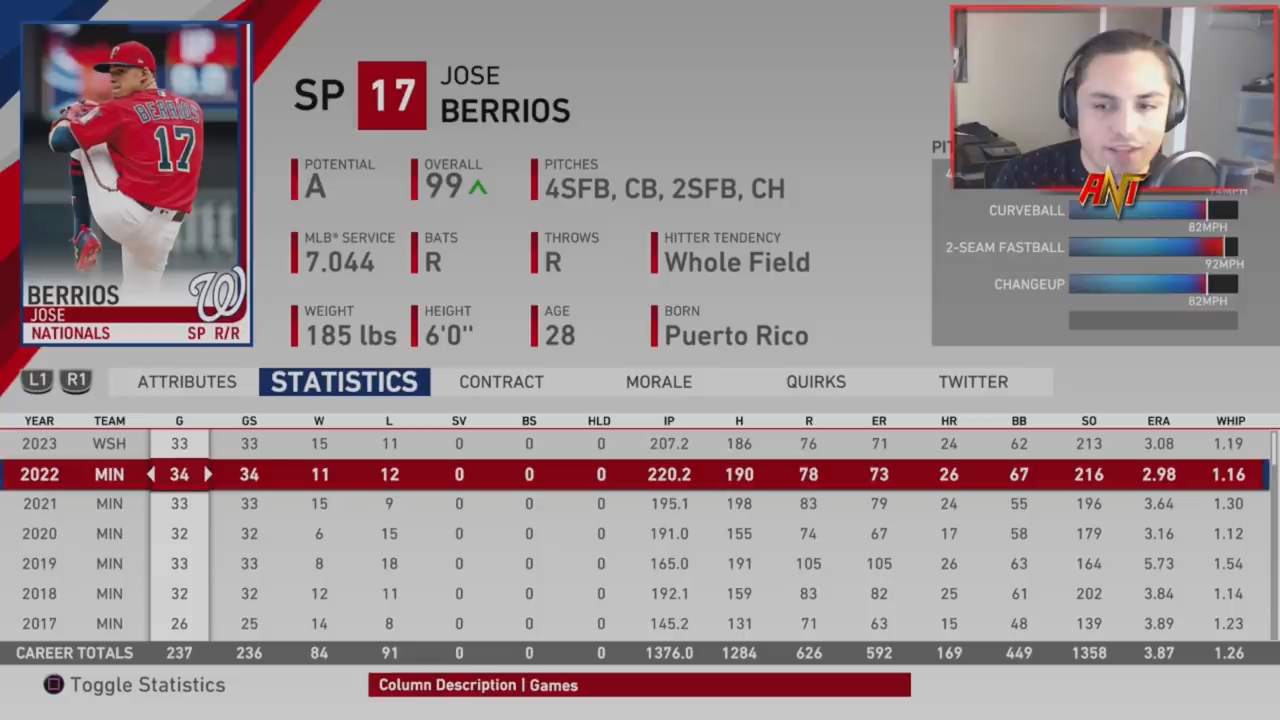 BERRIOS
17
BERRIOS
JOSE
NATIONALS SP R/R
SP 17 JOSE
BERRIOS
POTENTIAL OVERALL PITCHES
A 99 4SFB, CB, 2SFB, CH
MLB® SERVICE BATS THROWS HITTER TENDENCY
7.044 R R Whole Field
WEIGHT HEIGHT AGE BORN
185 lbs 6'0" 28 Puerto Rico
ANT
CURVEBALL
82MPH
2-SEAM FASTBALL
92MPH
CHANGEUP
82MPH
L1 R1 ATTRIBUTES STATISTICS CONTRACT MORALE QUIRKS TWITTER
YEAR TEAM G GS W L SV BS HLD IP H R ER HR BB SO ERA WHIP
2023 WSH 33 33 15 11 0 0 0 207.2 186 76 71 24 62 213 3.08 1.19
2022 MIN 34 34 11 12 0 0 0 220.2 190 78 73 26 67 216 2.98 1.16
2021 MIN 33 33 15 9 0 0 0 195.1 198 83 79 24 55 196 3.64 1.30
2020 MIN 32 32 6 15 0 0 0 191.0 155 74 67 17 58 179 3.16 1.12
2019 MIN 33 33 8 18 0 0 0 165.0 191 105 105 26 63 164 5.73 1.54
2018 MIN 32 32 12 11 0 0 0 192.1 159 83 82 25 61 202 3.84 1.14
2017 MIN 26 25 14 8 0 0 0 145.2 131 71 63 15 48 139 3.89 1.23
CAREER TOTALS 237 236 84 91 0 0 0 1376.0 1284 626 592 169 449 1358 3.87 1.26
Toggle Statistics
Column Description | Games